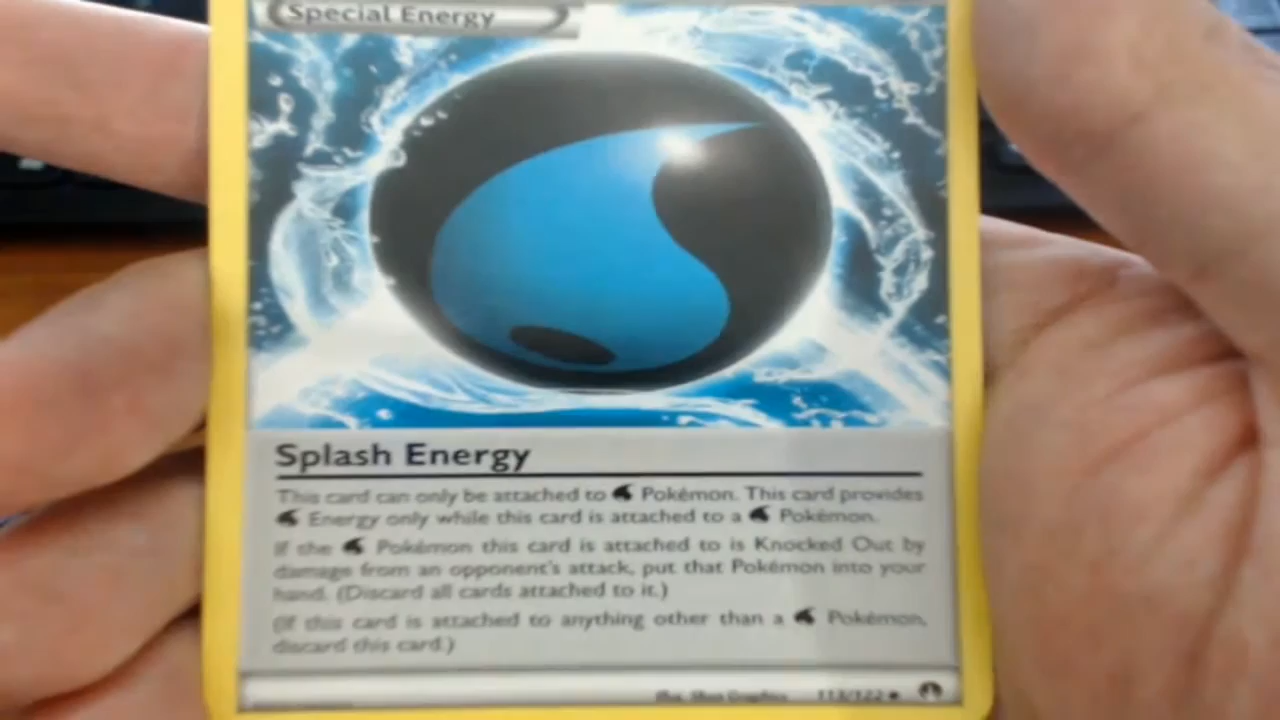 Special Energy
Splash Energy
This card can only be attached to Pokémon. This card provides
Energy only while this card is attached to a Pokémon.
If the Pokémon this card is attached to is Knocked Out by
damage from an opponent's attack, put that Pokémon into your
hand. (Discard all cards attached to it.)
(If this card is attached to anything other than a Pokémon,
discard this card.)
Illus. Shin Graphics 113/122